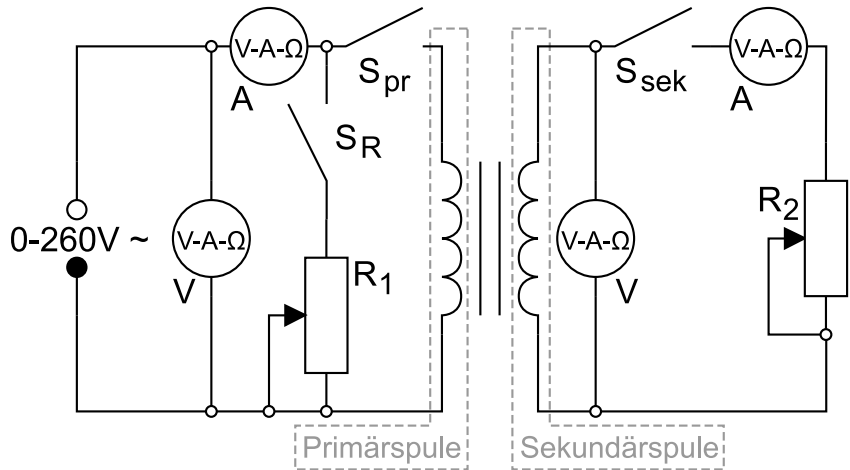 V-A-Ω
A
S_pr
S_R
0-260V ~
V-A-Ω
V
R_1
Primärspule
V-A-Ω
A
S_sek
V-A-Ω
V
R_2
Sekundärspule